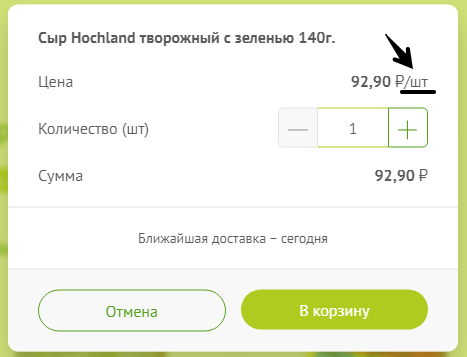 Сыр Hochland творожный с зеленью 140г.
Цена 92,90 ₽/шт
Количество (шт) — 1 +
Сумма 92,90 ₽
Ближайшая доставка – сегодня
Отмена В корзину